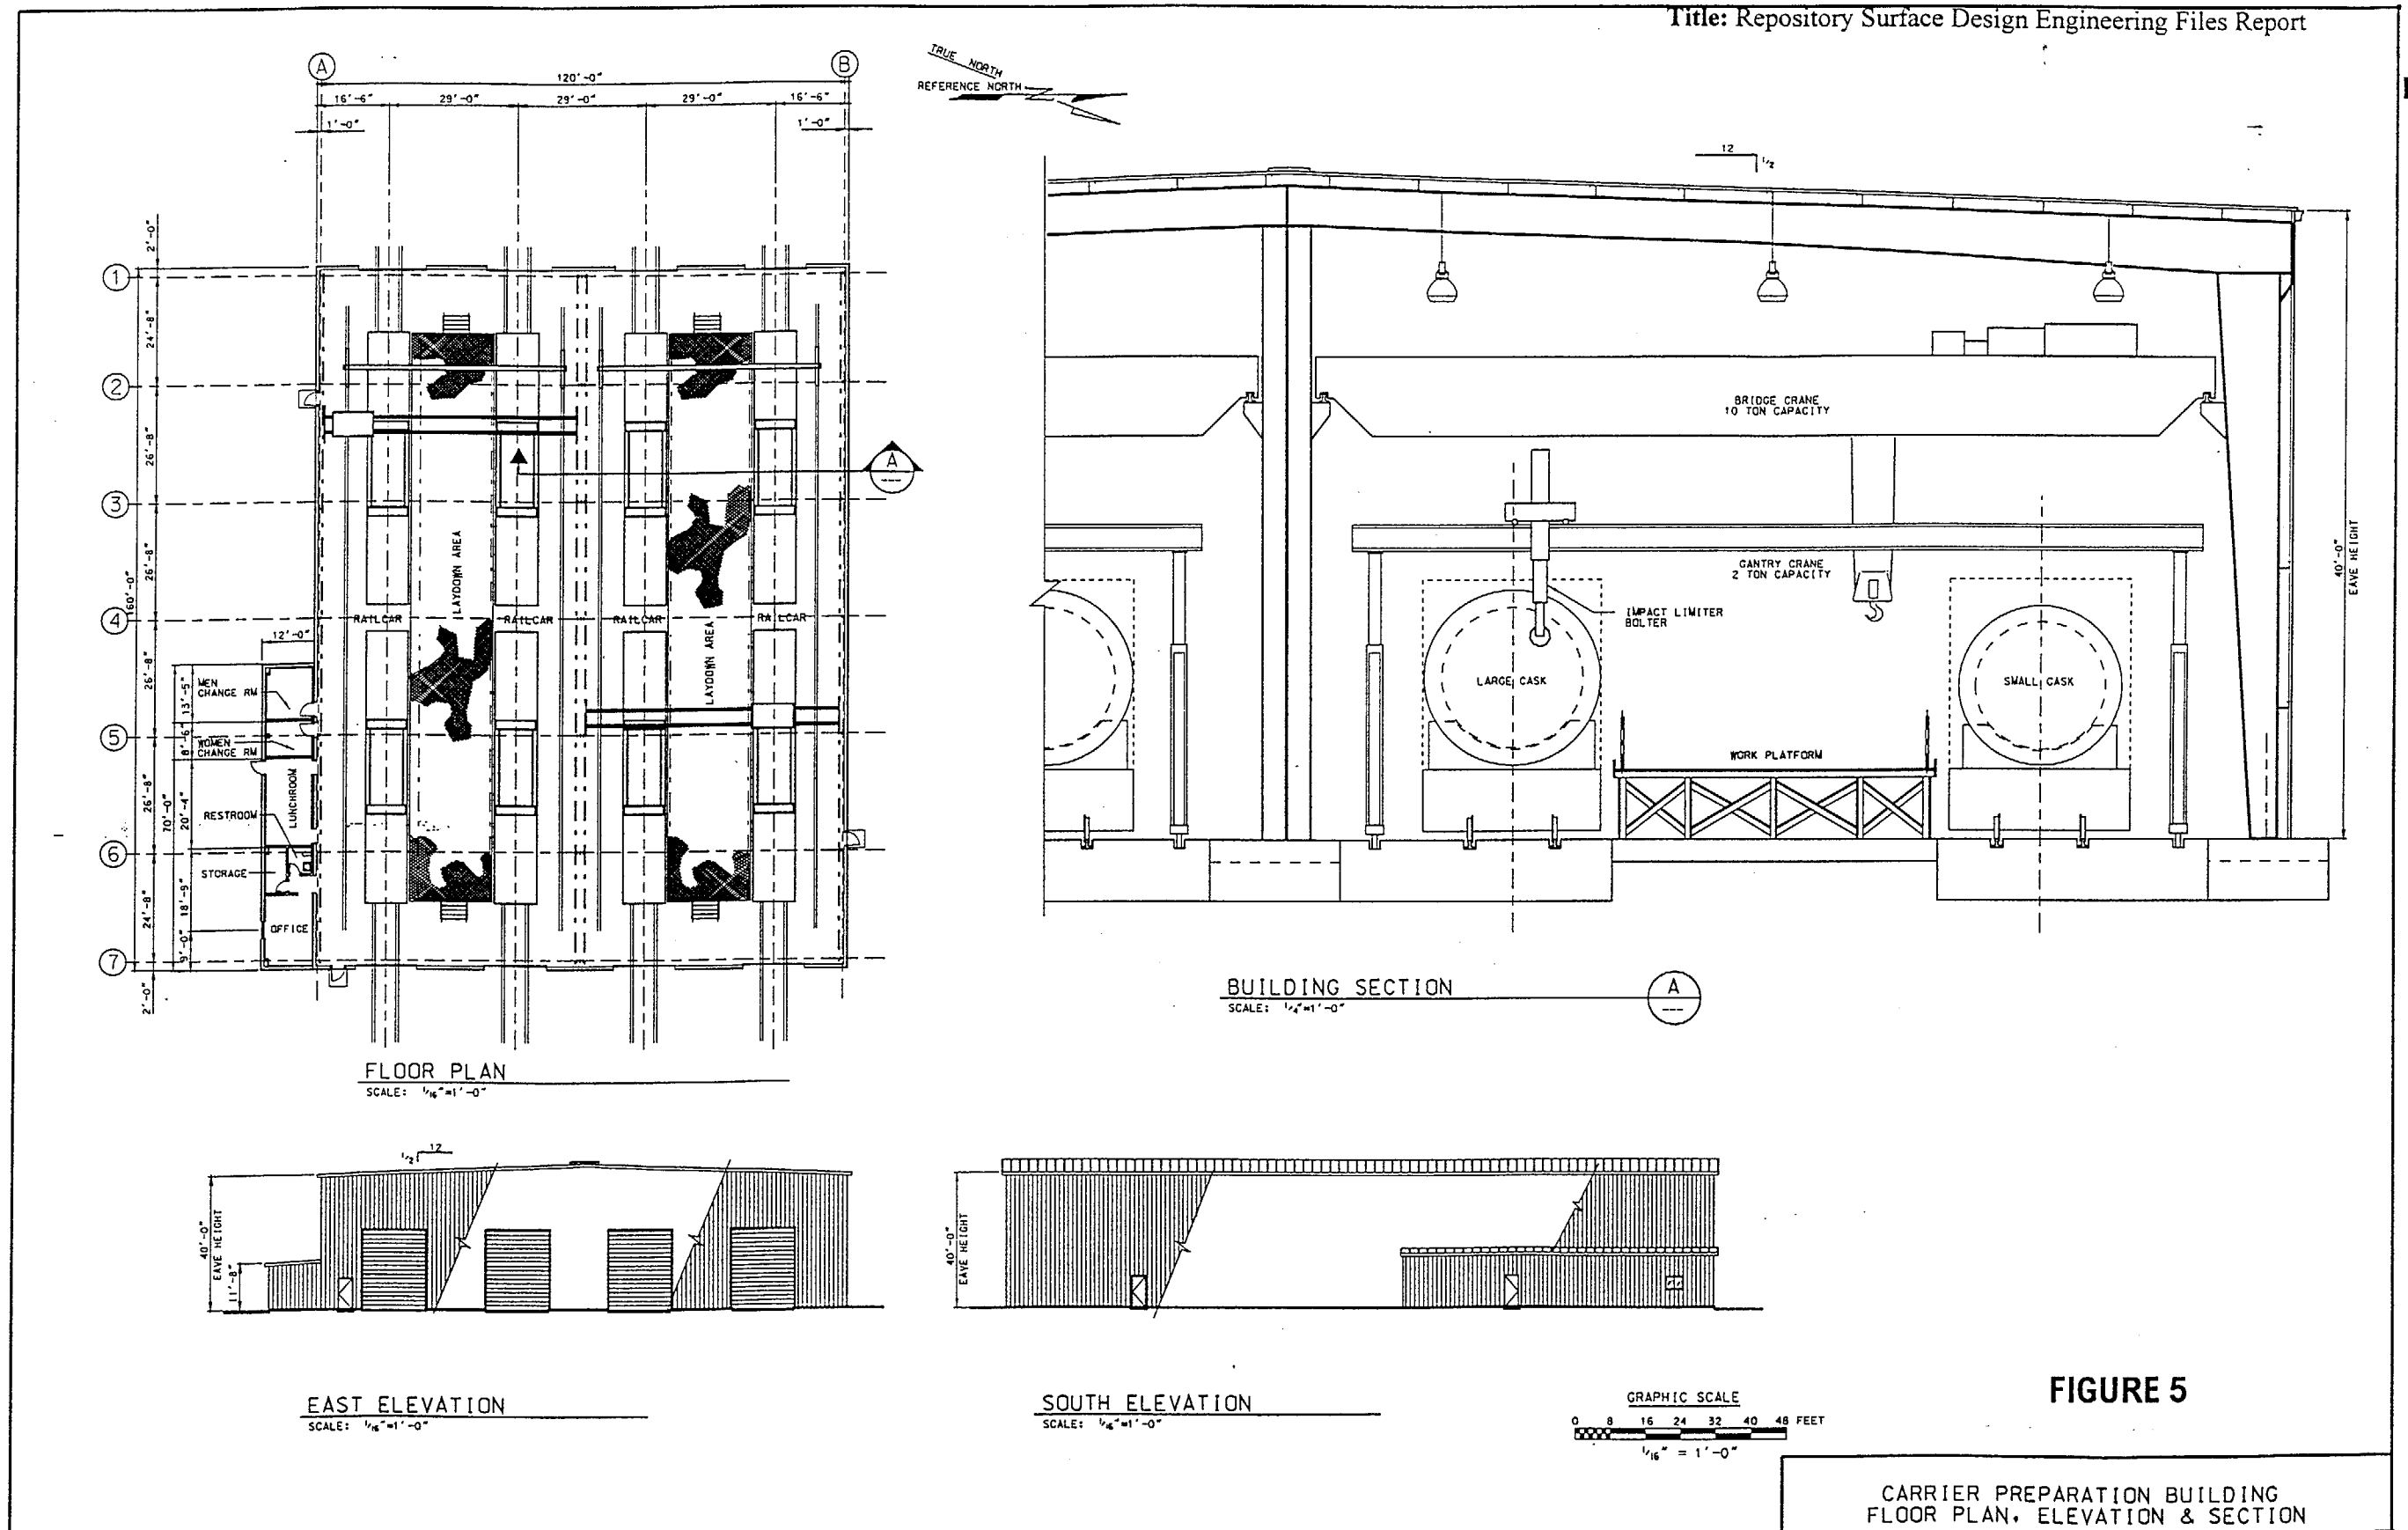 Title: Repository Surface Design Engineering Files Report
A
B
120'-0"
16'-6"
29'-0"
29'-0"
29'-0"
16'-6"
1'-0"
1'-0"
TRUE NORTH
REFERENCE NORTH
2'-0"
1
24'-8"
2
26'-8"
A
3
26'-8"
160'-0"
4
26'-8"
5
26'-8"
6
24'-8"
7
2'-0"
12'-0"
13'-5"
8'-6"
70'-0"
20'-4"
18'-9"
9'-0"
MEN
CHANGE RM
WOMEN
CHANGE RM
LUNCHROOM
RESTROOM
STORAGE
OFFICE
RAILCAR
LAYDOWN AREA
RAILCAR
RAILCAR
LAYDOWN AREA
RAILCAR
FLOOR PLAN
SCALE: 1/16"=1'-0"
12
1/2
BRIDGE CRANE
10 TON CAPACITY
GANTRY CRANE
2 TON CAPACITY
IMPACT LIMITER
BOLTER
LARGE CASK
SMALL CASK
WORK PLATFORM
40'-0"
EAVE HEIGHT
BUILDING SECTION
SCALE: 1/4"=1'-0"
A
1/2
12
40'-0"
EAVE HEIGHT
11'-8"
EAST ELEVATION
SCALE: 1/16"=1'-0"
40'-0"
EAVE HEIGHT
SOUTH ELEVATION
SCALE: 1/16"=1'-0"
GRAPHIC SCALE
0 8 16 24 32 40 48 FEET
1/16" = 1'-0"
FIGURE 5
CARRIER PREPARATION BUILDING
FLOOR PLAN, ELEVATION & SECTION